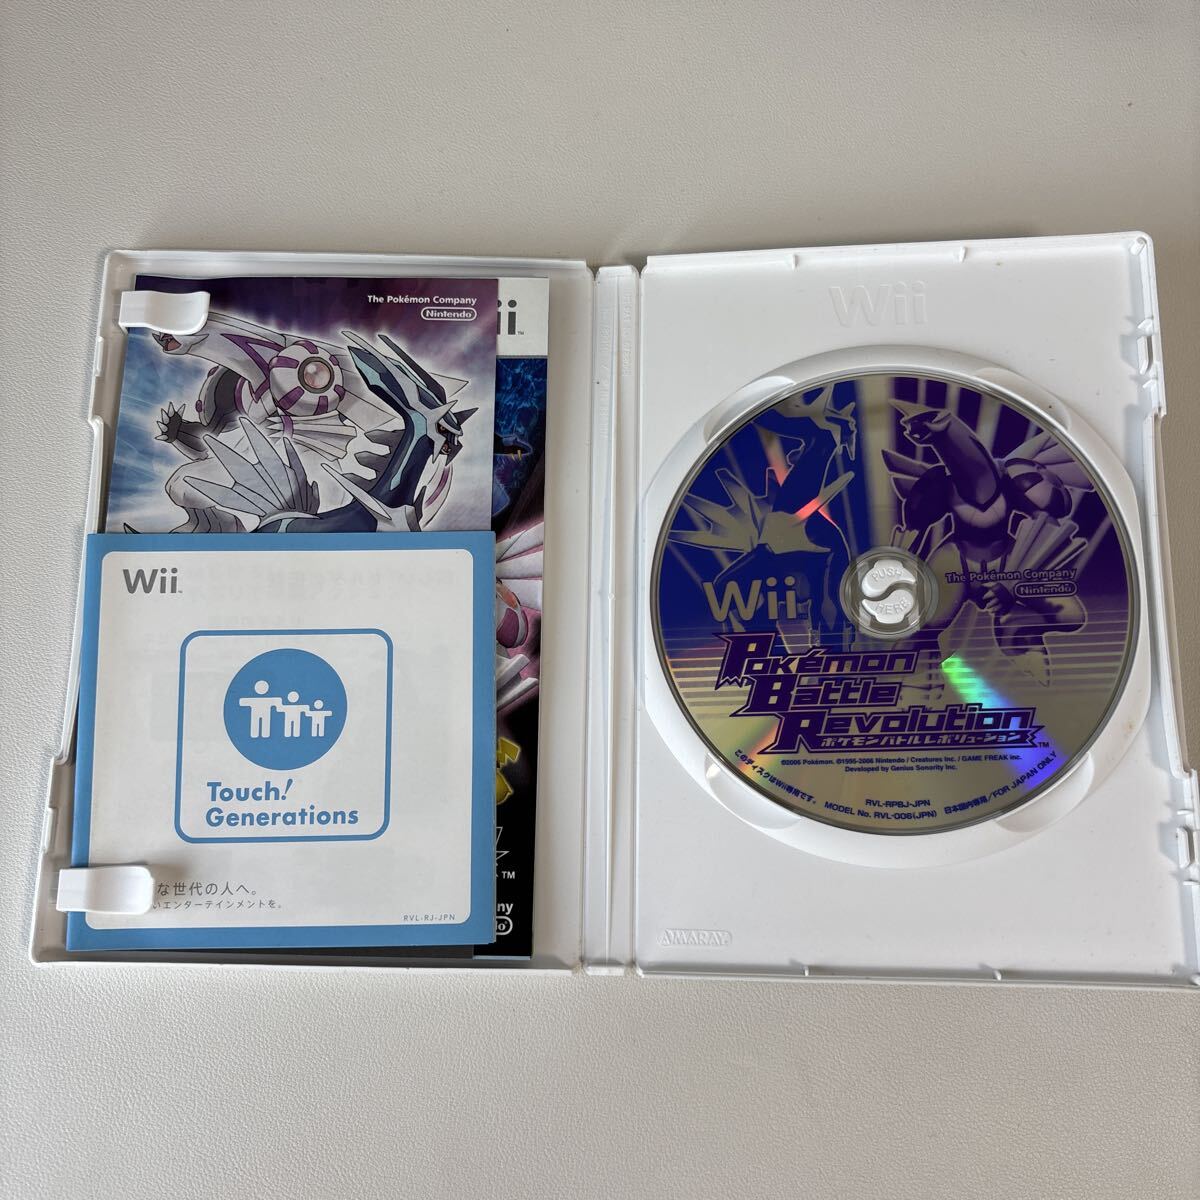 The Pokémon Company
Nintendo
ii
Wii
Touch!
Generations
な世代の人へ。
いエンターテインメントを。
RVL-RJ-JPN
TM
ny
Wii
PUSH
HERE
Wii
The Pokémon Company
Nintendo
Pokémon
Battle
Revolution
ポケモンバトルレボリューション
TM
©2006 Pokémon. ©1995-2006 Nintendo / Creatures Inc. / GAME FREAK inc.
Developed by Genius Sonority Inc.
RVL-RPBJ-JPN
このディスクはWii専用です。 MODEL No. RVL-006(JPN) 日本国内専用/FOR JAPAN ONLY
AMARAY